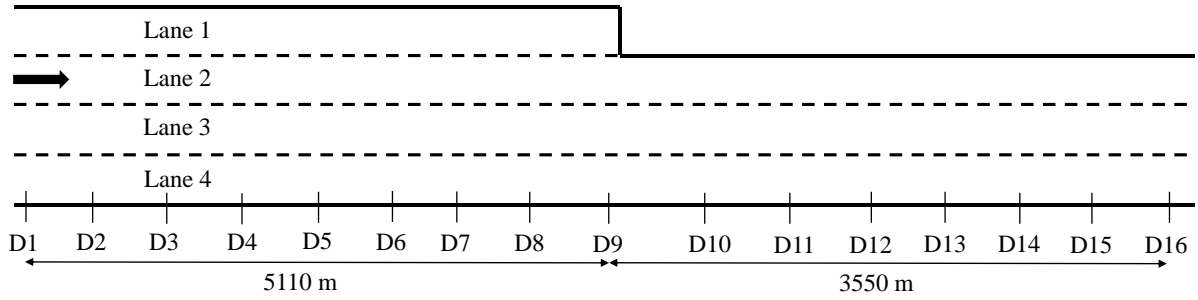 Lane 1
Lane 2
Lane 3
Lane 4
D1 D2 D3 D4 D5 D6 D7 D8 D9 D10 D11 D12 D13 D14 D15 D16
5110 m 3550 m